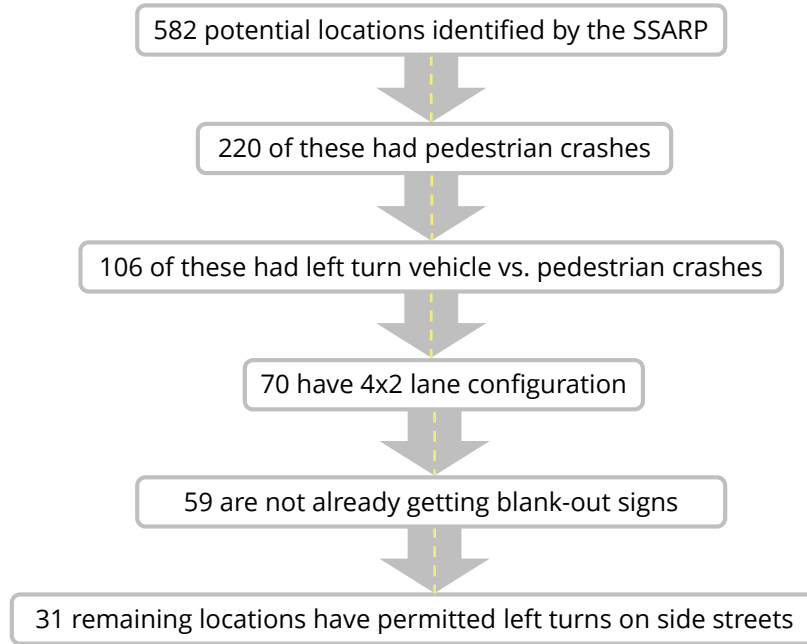 582 potential locations identified by the SSARP
220 of these had pedestrian crashes
106 of these had left turn vehicle vs. pedestrian crashes
70 have 4x2 lane configuration
59 are not already getting blank-out signs
31 remaining locations have permitted left turns on side streets